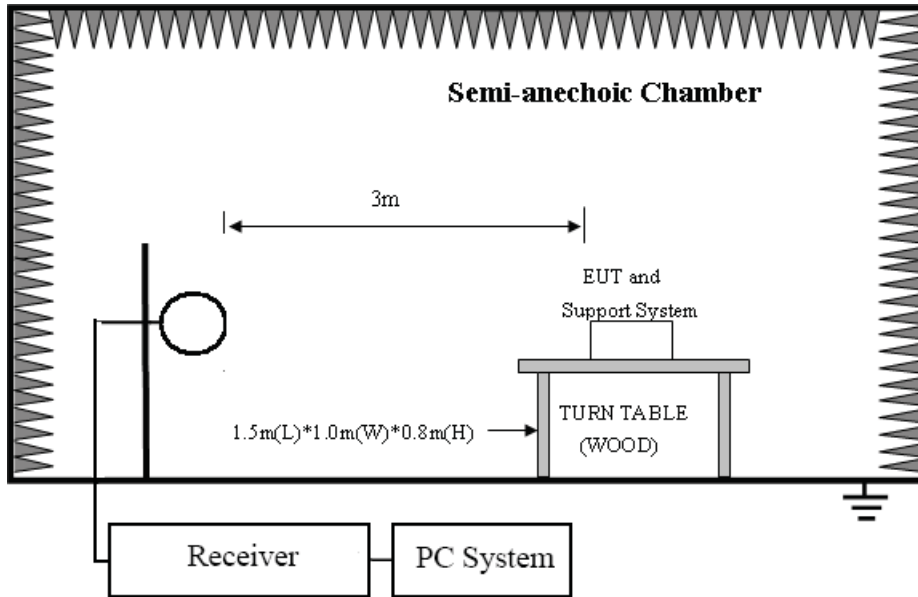 Semi-anechoic Chamber
3m
EUT and
Support System
1.5m(L)*1.0m(W)*0.8m(H)
TURN TABLE
(WOOD)
Receiver
PC System